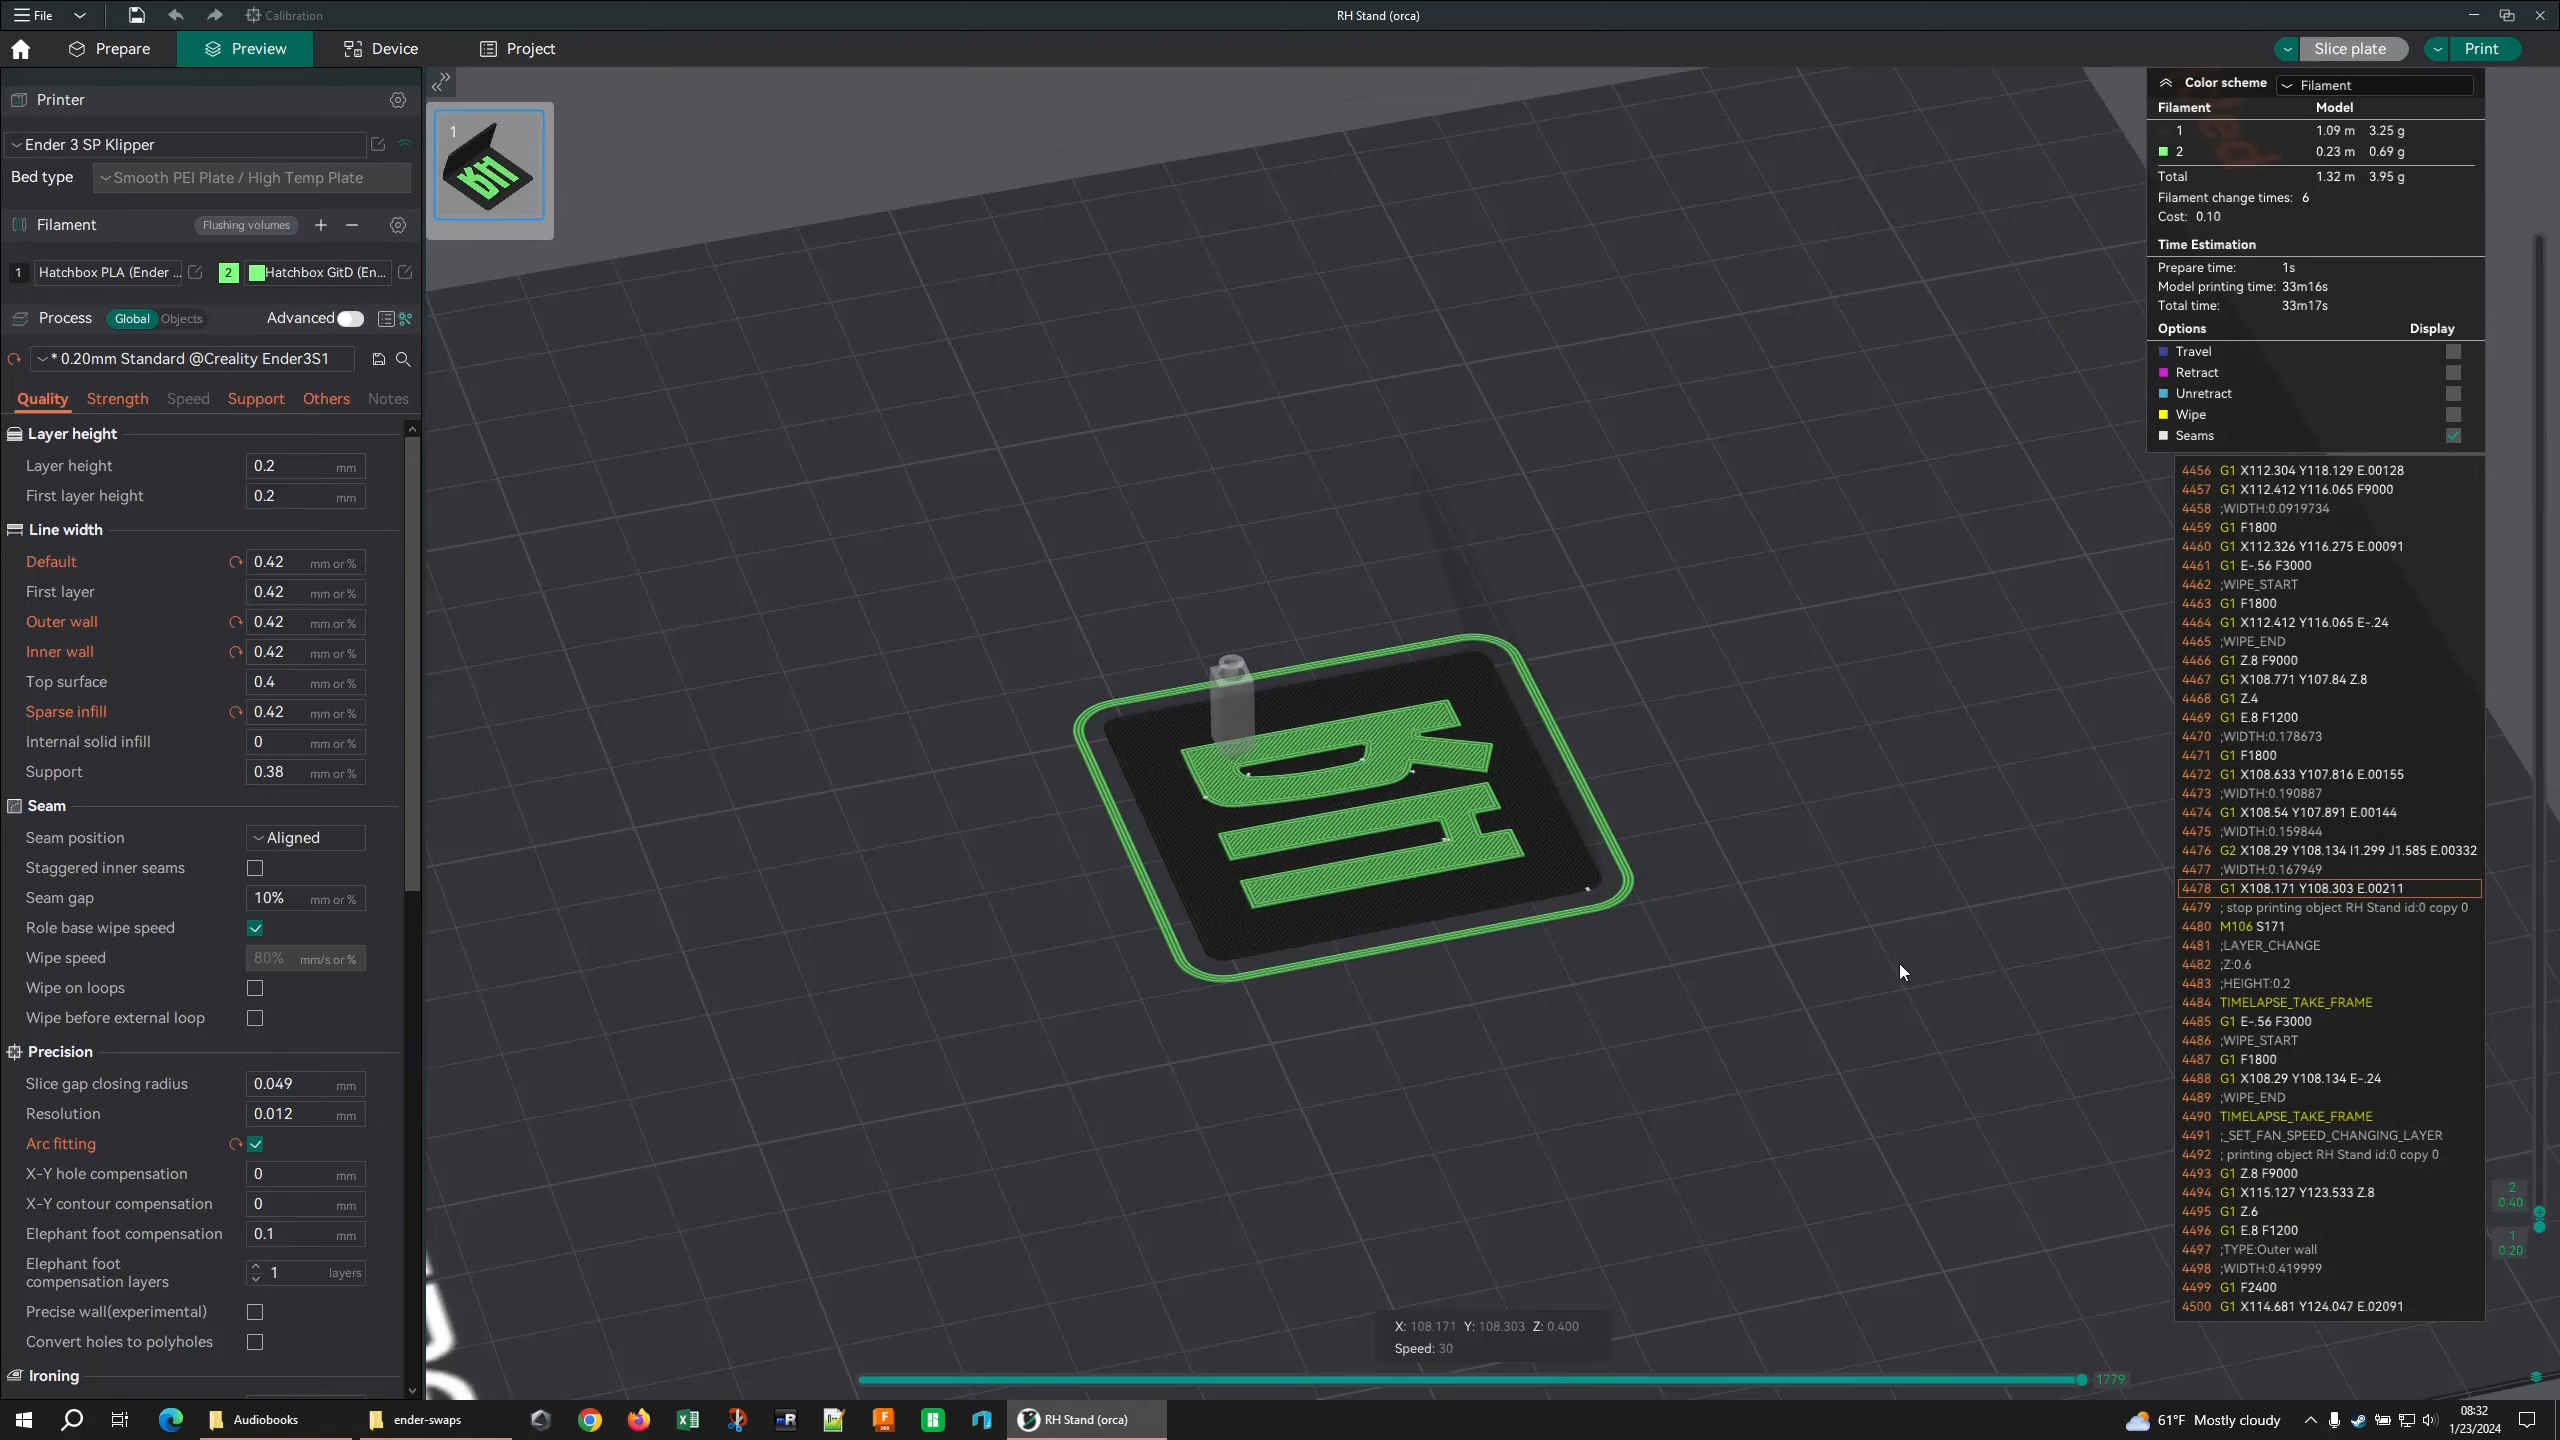 File
Calibration
RH Stand (orca)
Prepare
Preview
Device
Project
Slice plate
Print
Printer
Ender 3 SP Klipper
Bed type
Smooth PEI Plate / High Temp Plate
Filament
Flushing volumes
1 Hatchbox PLA (Ender ...
2 Hatchbox GitD (En...
Process
Global
Objects
Advanced
* 0.20mm Standard @Creality Ender3S1
Quality
Strength
Speed
Support
Others
Notes
Layer height
Layer height 0.2 mm
First layer height 0.2 mm
Line width
Default 0.42 mm or %
First layer 0.42 mm or %
Outer wall 0.42 mm or %
Inner wall 0.42 mm or %
Top surface 0.4 mm or %
Sparse infill 0.42 mm or %
Internal solid infill 0 mm or %
Support 0.38 mm or %
Seam
Seam position Aligned
Staggered inner seams
Seam gap 10% mm or %
Role base wipe speed
Wipe speed 80% mm/s or %
Wipe on loops
Wipe before external loop
Precision
Slice gap closing radius 0.049 mm
Resolution 0.012 mm
Arc fitting
X-Y hole compensation 0 mm
X-Y contour compensation 0 mm
Elephant foot compensation 0.1 mm
Elephant foot
compensation layers 1 layers
Precise wall(experimental)
Convert holes to polyholes
Ironing
1
RH
RH
Color scheme Filament
Filament Model
1 1.09 m 3.25 g
2 0.23 m 0.69 g
Total 1.32 m 3.95 g
Filament change times: 6
Cost: 0.10
Time Estimation
Prepare time: 1s
Model printing time: 33m16s
Total time: 33m17s
Options Display
Travel
Retract
Unretract
Wipe
Seams
4456 G1 X112.304 Y118.129 E.00128
4457 G1 X112.412 Y116.065 F9000
4458 ;WIDTH:0.0919734
4459 G1 F1800
4460 G1 X112.326 Y116.275 E.00091
4461 G1 E-.56 F3000
4462 ;WIPE_START
4463 G1 F1800
4464 G1 X112.412 Y116.065 E-.24
4465 ;WIPE_END
4466 G1 Z.8 F9000
4467 G1 X108.771 Y107.84 Z.8
4468 G1 Z.4
4469 G1 E.8 F1200
4470 ;WIDTH:0.178673
4471 G1 F1800
4472 G1 X108.633 Y107.816 E.00155
4473 ;WIDTH:0.190887
4474 G1 X108.54 Y107.891 E.00144
4475 ;WIDTH:0.159844
4476 G2 X108.29 Y108.134 I1.299 J1.585 E.00332
4477 ;WIDTH:0.167949
4478 G1 X108.171 Y108.303 E.00211
4479 ; stop printing object RH Stand id:0 copy 0
4480 M106 S171
4481 ;LAYER_CHANGE
4482 ;Z:0.6
4483 ;HEIGHT:0.2
4484 TIMELAPSE_TAKE_FRAME
4485 G1 E-.56 F3000
4486 ;WIPE_START
4487 G1 F1800
4488 G1 X108.29 Y108.134 E-.24
4489 ;WIPE_END
4490 TIMELAPSE_TAKE_FRAME
4491 ;_SET_FAN_SPEED_CHANGING_LAYER
4492 ; printing object RH Stand id:0 copy 0
4493 G1 Z.8 F9000
4494 G1 X115.127 Y123.533 Z.8
4495 G1 Z.6
4496 G1 E.8 F1200
4497 ;TYPE:Outer wall
4498 ;WIDTH:0.419999
4499 G1 F2400
4500 G1 X114.681 Y124.047 E.02091
2
0.40
1
0.20
X: 108.171 Y: 108.303 Z: 0.400
Speed: 30
1779
Audiobooks
ender-swaps
RH Stand (orca)
61°F Mostly cloudy
08:32
1/23/2024